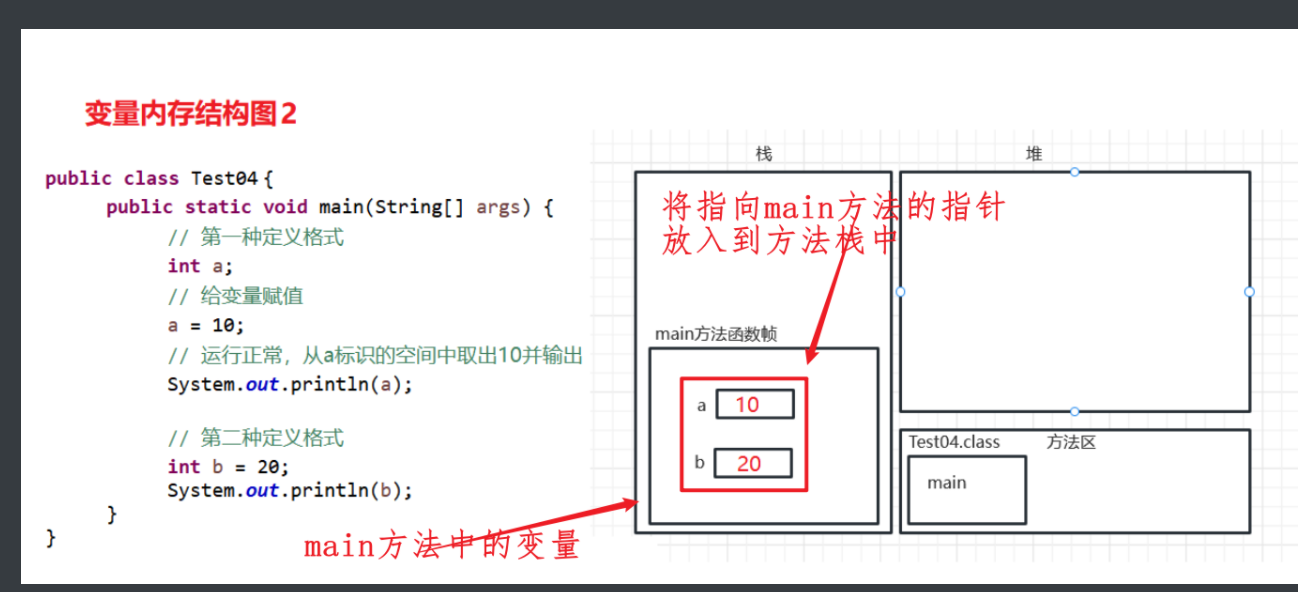 变量内存结构图2
public class Test04 {
public static void main(String[] args) {
// 第一种定义格式
int a;
// 给变量赋值
a = 10;
// 运行正常，从a标识的空间中取出10并输出
System.out.println(a);
// 第二种定义格式
int b = 20;
System.out.println(b);
}
}
栈
堆
将指向main方法的指针
放入到方法栈中
main方法函数帧
a 10
b 20
Test04.class 方法区
main
main方法中的变量